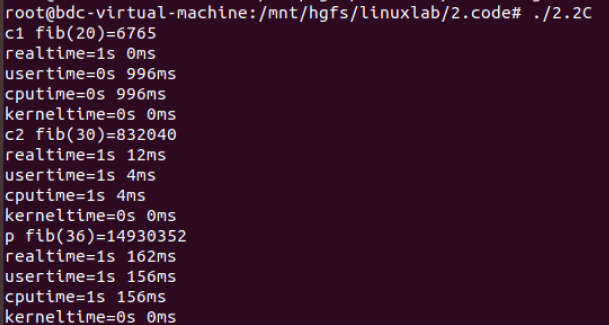 root@bdc-virtual-machine:/mnt/hgfs/linuxlab/2.code# ./2.2C
c1 fib(20)=6765
realtime=1s 0ms
usertime=0s 996ms
cputime=0s 996ms
kerneltime=0s 0ms
c2 fib(30)=832040
realtime=1s 12ms
usertime=1s 4ms
cputime=1s 4ms
kerneltime=0s 0ms
p fib(36)=14930352
realtime=1s 162ms
usertime=1s 156ms
cputime=1s 156ms
kerneltime=0s 0ms